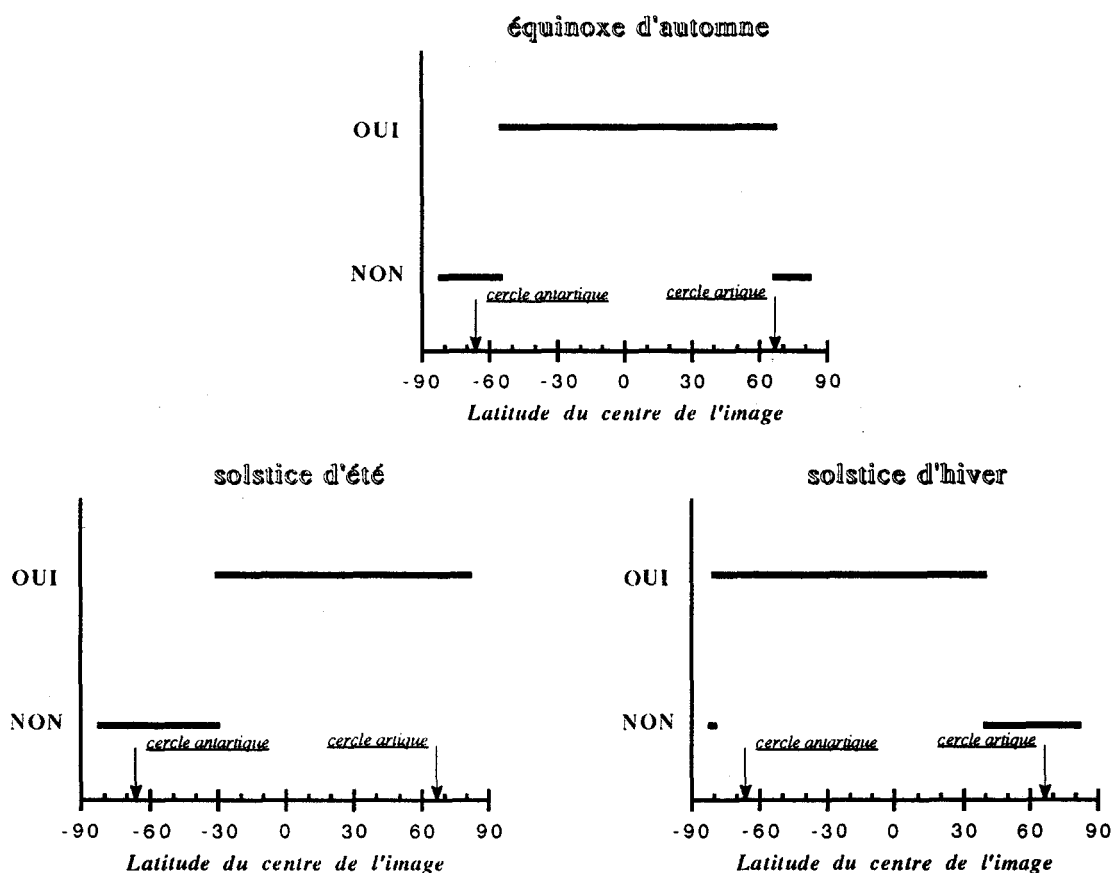 équinoxe d'automne
OUI
NON
cercle antartique cercle artique
-90 -60 -30 0 30 60 90
Latitude du centre de l'image
solstice d'été
OUI
NON
cercle antartique cercle artique
-90 -60 -30 0 30 60 90
Latitude du centre de l'image
solstice d'hiver
OUI
NON
cercle antartique cercle artique
-90 -60 -30 0 30 60 90
Latitude du centre de l'image